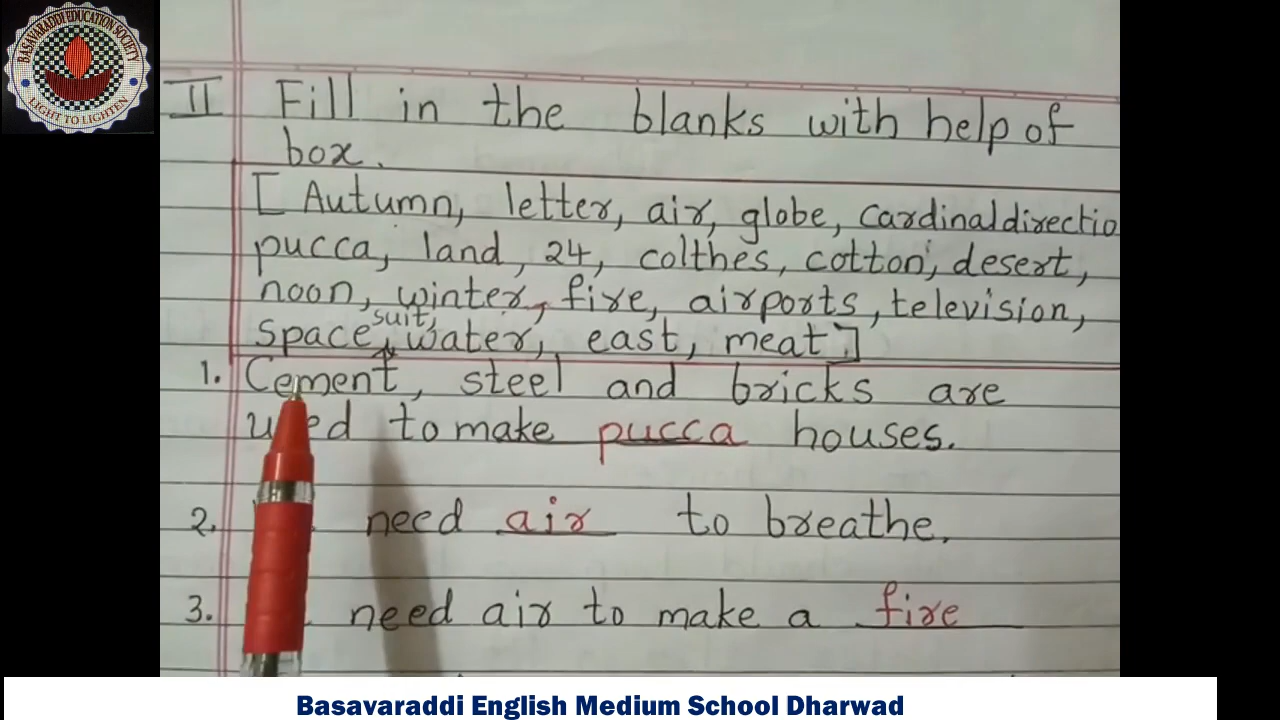 BASAVARADDI EDUCATION SOCIETY
LIGHT TO LIGHTEN
II Fill in the blanks with help of
box.
[ Autumn, letter, air, globe, cardinaldirectio
pucca, land, 24, colthes, cotton, desert,
noon, winter, fire, airports, television,
suit,
space, water, east, meat]
1. Cement, steel and bricks are
used to make pucca houses.
2. need air to breathe.
3. need air to make a fire
Basavaraddi English Medium School Dharwad